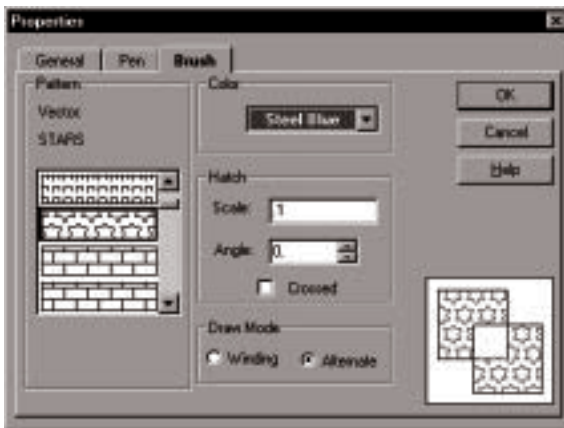 Properties
General Pen Brush
Pattern
Vector
STARS
Color
Steel Blue
Hatch
Scale: .1
Angle: 0.
Crossed
Draw Mode
Winding Alternate
OK
Cancel
Help